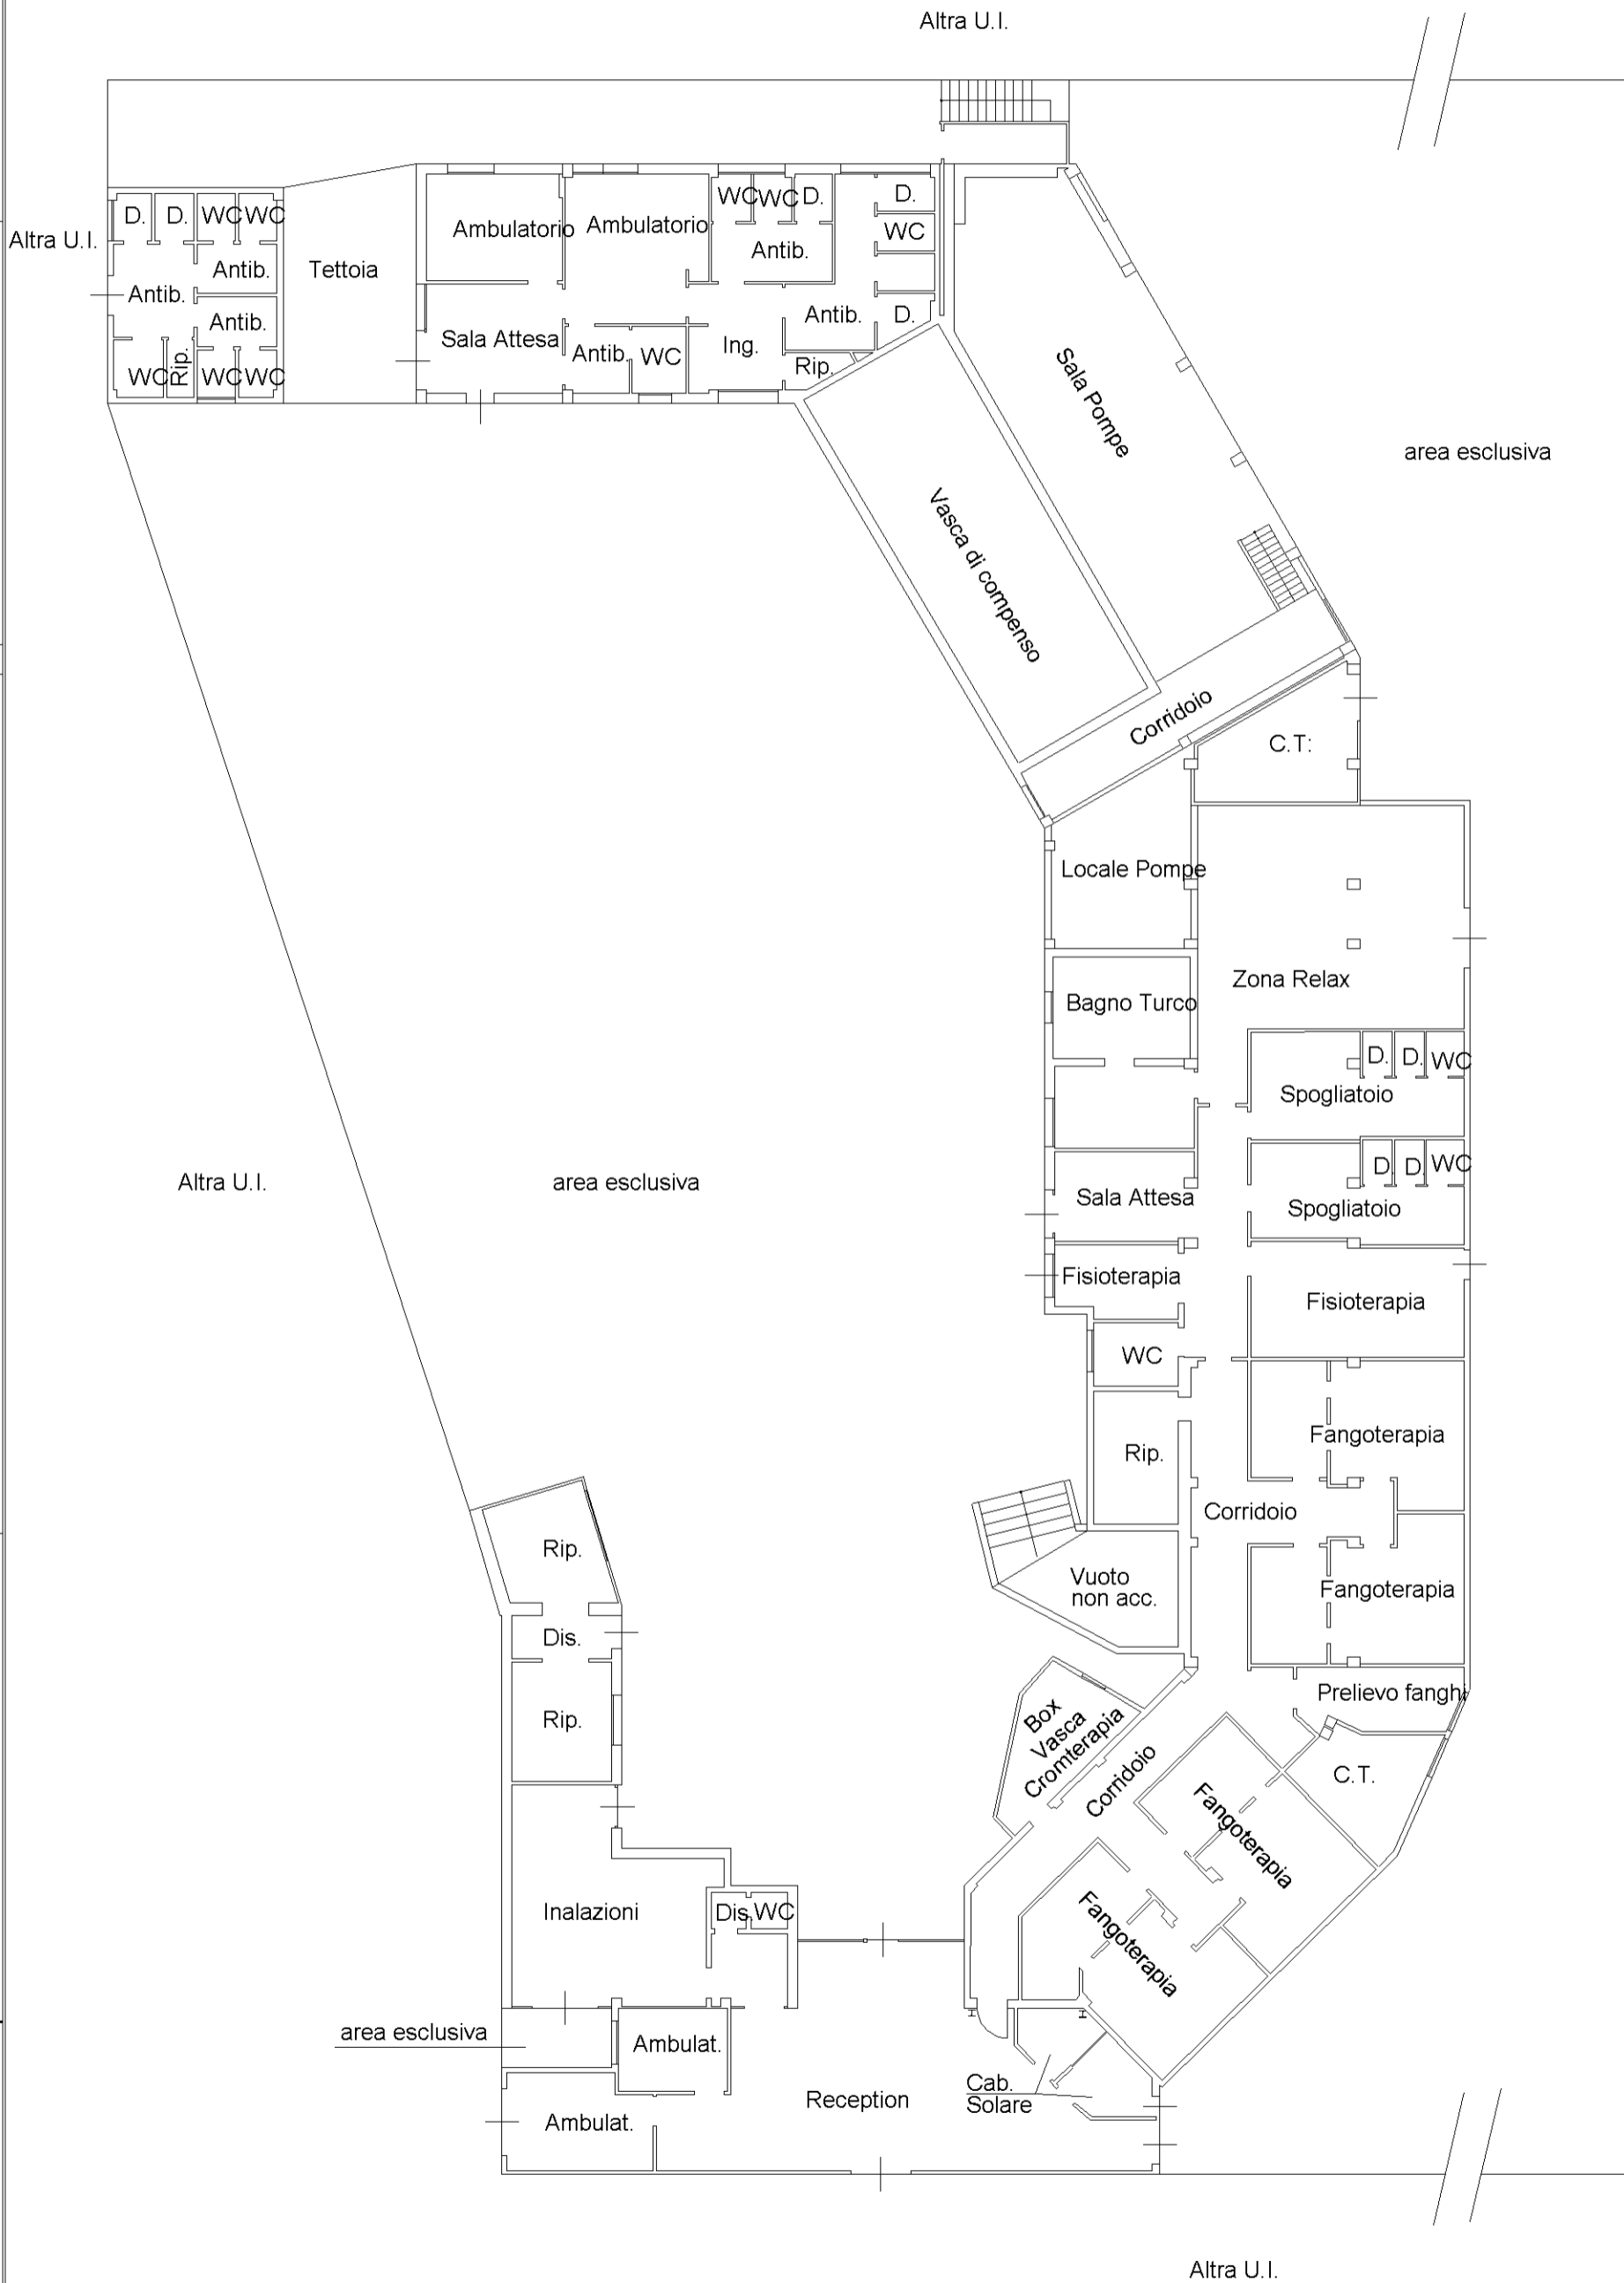 Altra U.I.
D.
D.
WC
WC
Altra U.I.
Antib.
Antib.
Antib.
WC
Rip.
WC
WC
Tettoia
Ambulatorio
Ambulatorio
WC
WC
D.
D.
WC
Antib.
Antib.
D.
Sala Attesa
Antib.
WC
Ing.
Rip.
Sala Pompe
area esclusiva
Vasca di compenso
Corridoio
C.T:
Locale Pompe
Zona Relax
Bagno Turco
D.
D.
WC
Spogliatoio
D.
D.
WC
Spogliatoio
Altra U.I.
area esclusiva
Sala Attesa
Fisioterapia
Fisioterapia
WC
Fangoterapia
Rip.
Corridoio
Rip.
Vuoto
non acc.
Fangoterapia
Dis.
Rip.
Prelievo fanghi
Box
Vasca
Cromterapia
Corridoio
C.T.
Fangoterapia
Fangoterapia
Inalazioni
Dis.
WC
area esclusiva
Ambulat.
Ambulat.
Reception
Cab.
Solare
Altra U.I.